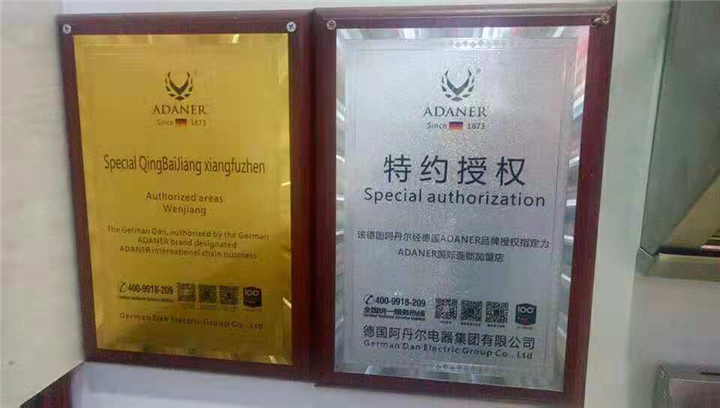 ADANER
Since 1873
Special QingBaiJiang xiangfuzhen
Authorized areas
Wenjiang
The German Dan, authorized by the German
ADANER brand designated
ADANER international chain business
400-9918-209
100
German Dan Electric Group Co., Ltd
ADANER
Since 1873
特约授权
Special authorization
该德国阿丹尔经德国ADANER品牌授权指定为
ADANER国际连锁加盟店
400-9918-209
全国统一服务热线
100
德国阿丹尔电器集团有限公司
German Dan Electric Group Co., Ltd